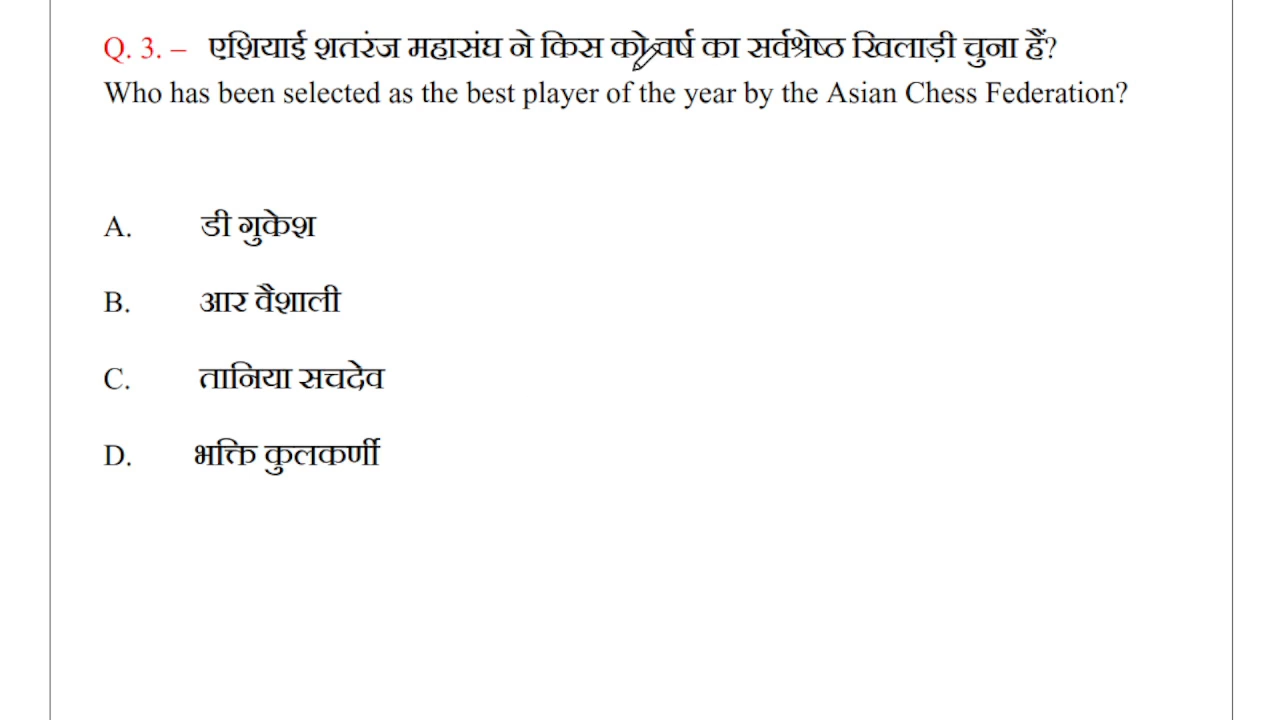 Q. 3. – एशियाई शतरंज महासंघ ने किस को वर्ष का सर्वश्रेष्ठ खिलाड़ी चुना हैं?
Who has been selected as the best player of the year by the Asian Chess Federation?
A. डी गुकेश
B. आर वैशाली
C. तानिया सचदेव
D. भक्ति कुलकर्णी